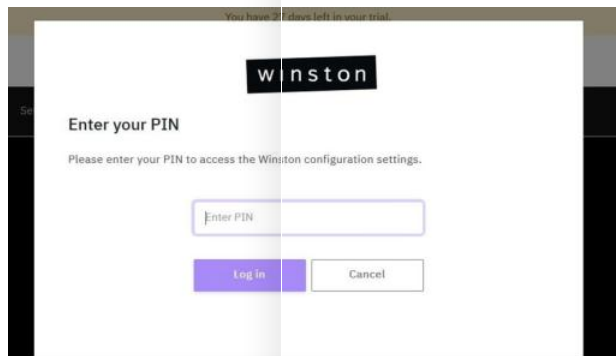 You have 27 days left in your trial.
winston
Enter your PIN
Please enter your PIN to access the Winston configuration settings.
Enter PIN
Log in
Cancel